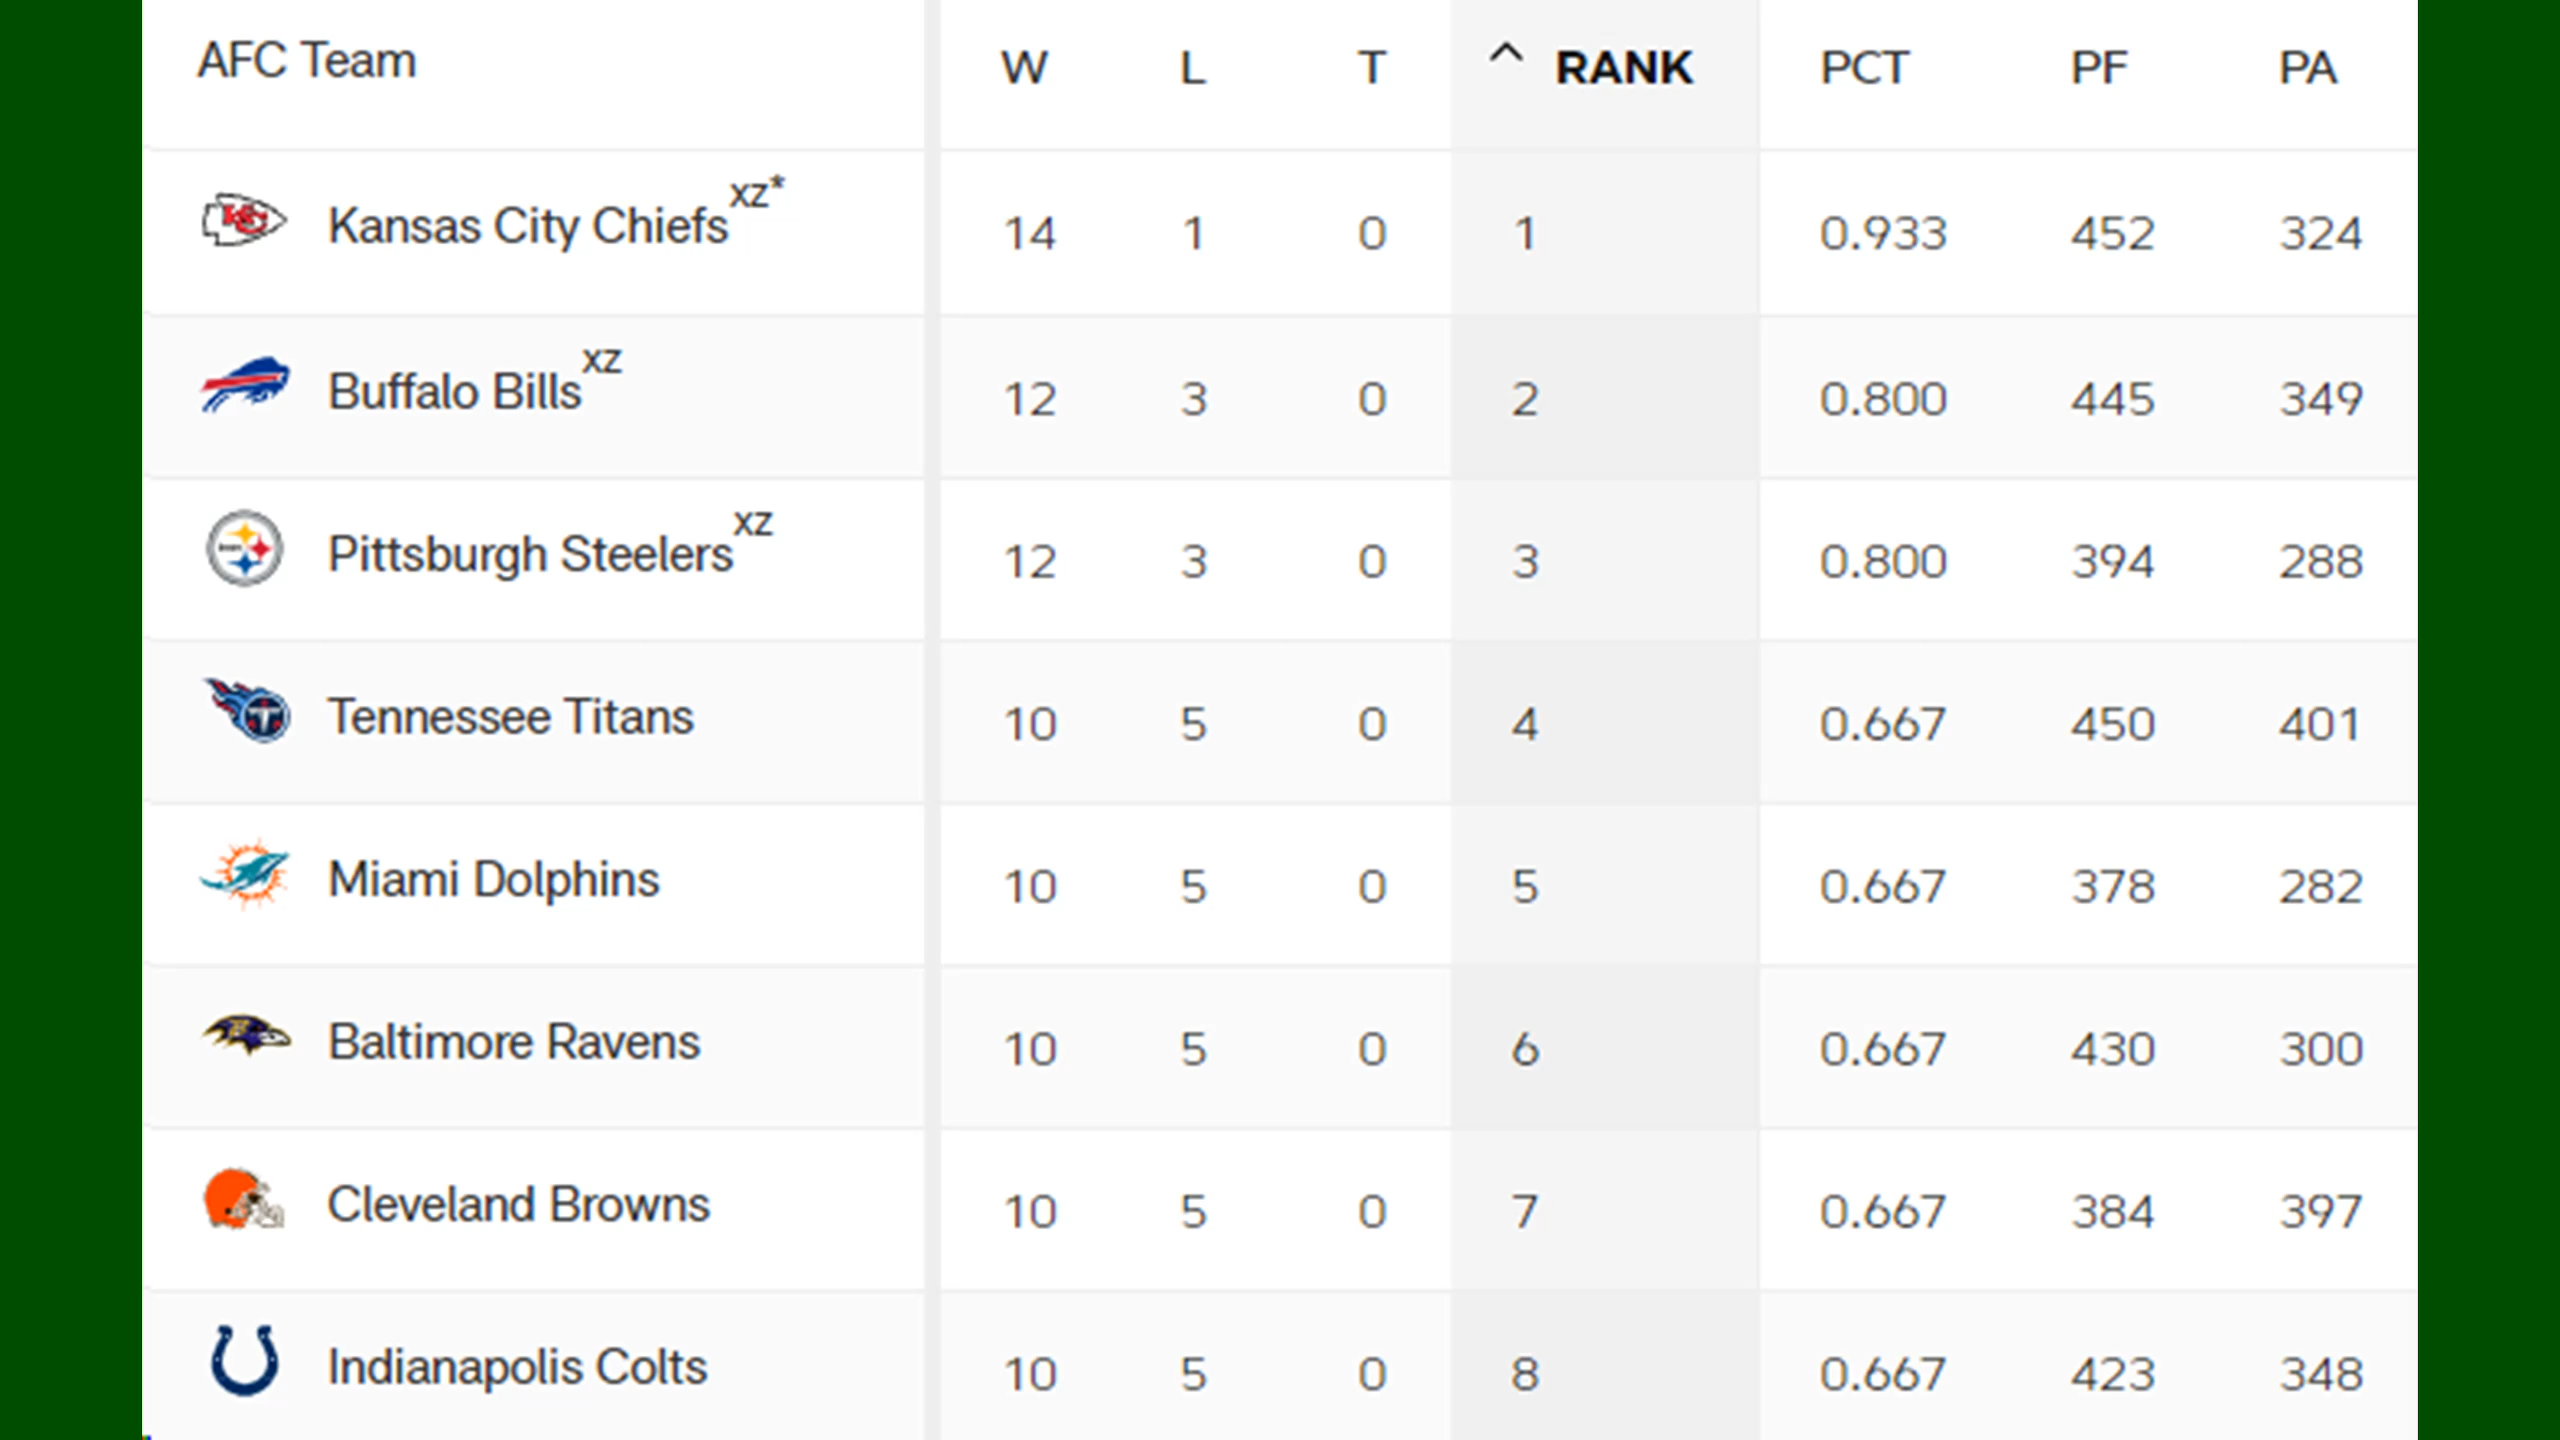 AFC Team W L T ^ RANK PCT PF PA
Kansas City Chiefs xz* 14 1 0 1 0.933 452 324
Buffalo Bills xz 12 3 0 2 0.800 445 349
Pittsburgh Steelers xz 12 3 0 3 0.800 394 288
Tennessee Titans 10 5 0 4 0.667 450 401
Miami Dolphins 10 5 0 5 0.667 378 282
Baltimore Ravens 10 5 0 6 0.667 430 300
Cleveland Browns 10 5 0 7 0.667 384 397
Indianapolis Colts 10 5 0 8 0.667 423 348